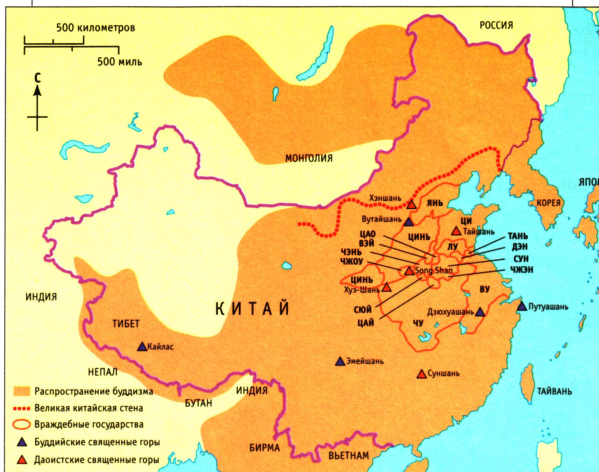 500 километров
500 миль
С
РОССИЯ
МОНГОЛИЯ
ЯПО
КОРЕЯ
Хэншань
ЯНЬ
Вутайшань
ЦИ
Тайшань
ЦАО
ЦИНЬ
ВЭЙ
ЛУ
ТАНЬ
ДЭН
ЧЭНЬ
ЧЖОУ
Song Shan
СУН
ЧЖЭН
ЦИНЬ
Хуэ-Шань
ВУ
СЮЙ
ЦАЙ
ЧУ
Дзюхуашань
Путуашань
ИНДИЯ
КИТАЙ
ТИБЕТ
Кайлас
Эмейшань
Суншань
НЕПАЛ
БУТАН
ИНДИЯ
ТАЙВАНЬ
БИРМА
ВЬЕТНАМ
Распространение буддизма
Великая китайская стена
Враждебные государства
Буддийские священные горы
Даоистские священные горы